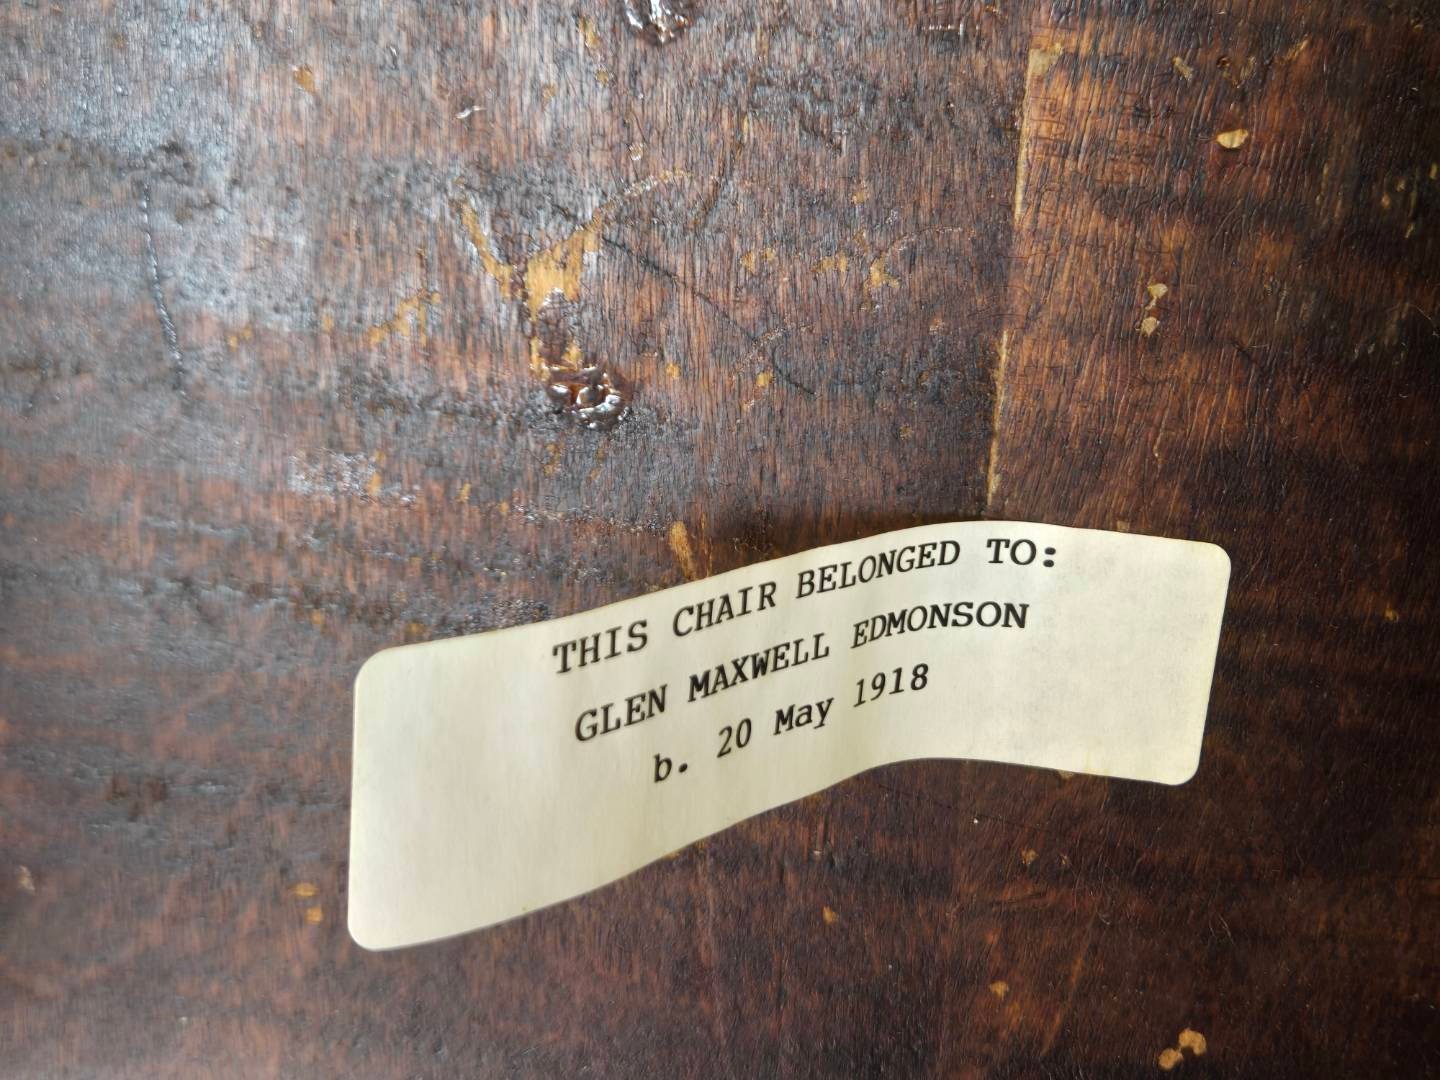 THIS CHAIR BELONGED TO:
GLEN MAXWELL EDMONSON
b. 20 May 1918